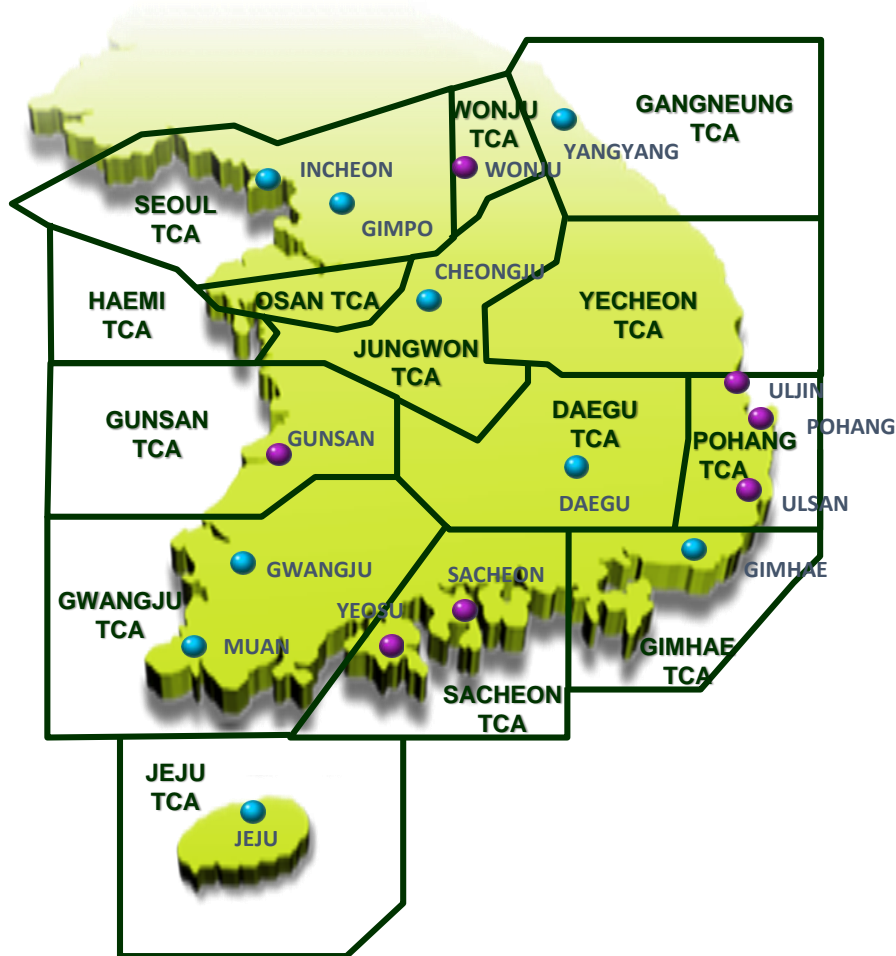 GANGNEUNG
TCA
WONJU
TCA
YANGYANG
WONJU
INCHEON
SEOUL
TCA
GIMPO
CHEONGJU
HAEMI
TCA
OSAN TCA
YECHEON
TCA
JUNGWON
TCA
ULJIN
GUNSAN
TCA
GUNSAN
DAEGU
TCA
POHANG
POHANG
TCA
DAEGU
ULSAN
GWANGJU
SACHEON
GIMHAE
GWANGJU
TCA
YEOSU
MUAN
GIMHAE
TCA
SACHEON
TCA
JEJU
TCA
JEJU